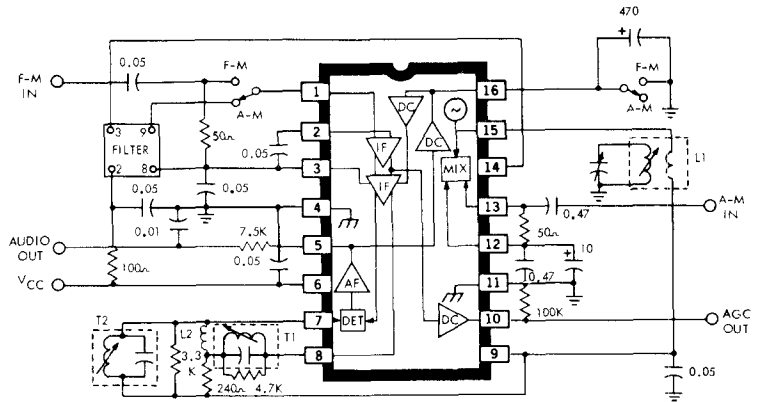 470
F-M IN
0.05
F-M
A-M
50Ω
3 9
FILTER
2 8
0.05
0.05
0.05
0.01
7.5K
0.05
AUDIO OUT
VCC
100Ω
T2
3.3 K
L2
T1
240Ω 4.7K
1
2
3
4
5
6
7
8
DC
DC
IF
IF
MIX
AF
DET
DC
16
15
14
13
12
11
10
9
F-M
A-M
L1
A-M IN
0.47
50Ω
10
0.47
100K
AGC OUT
0.05